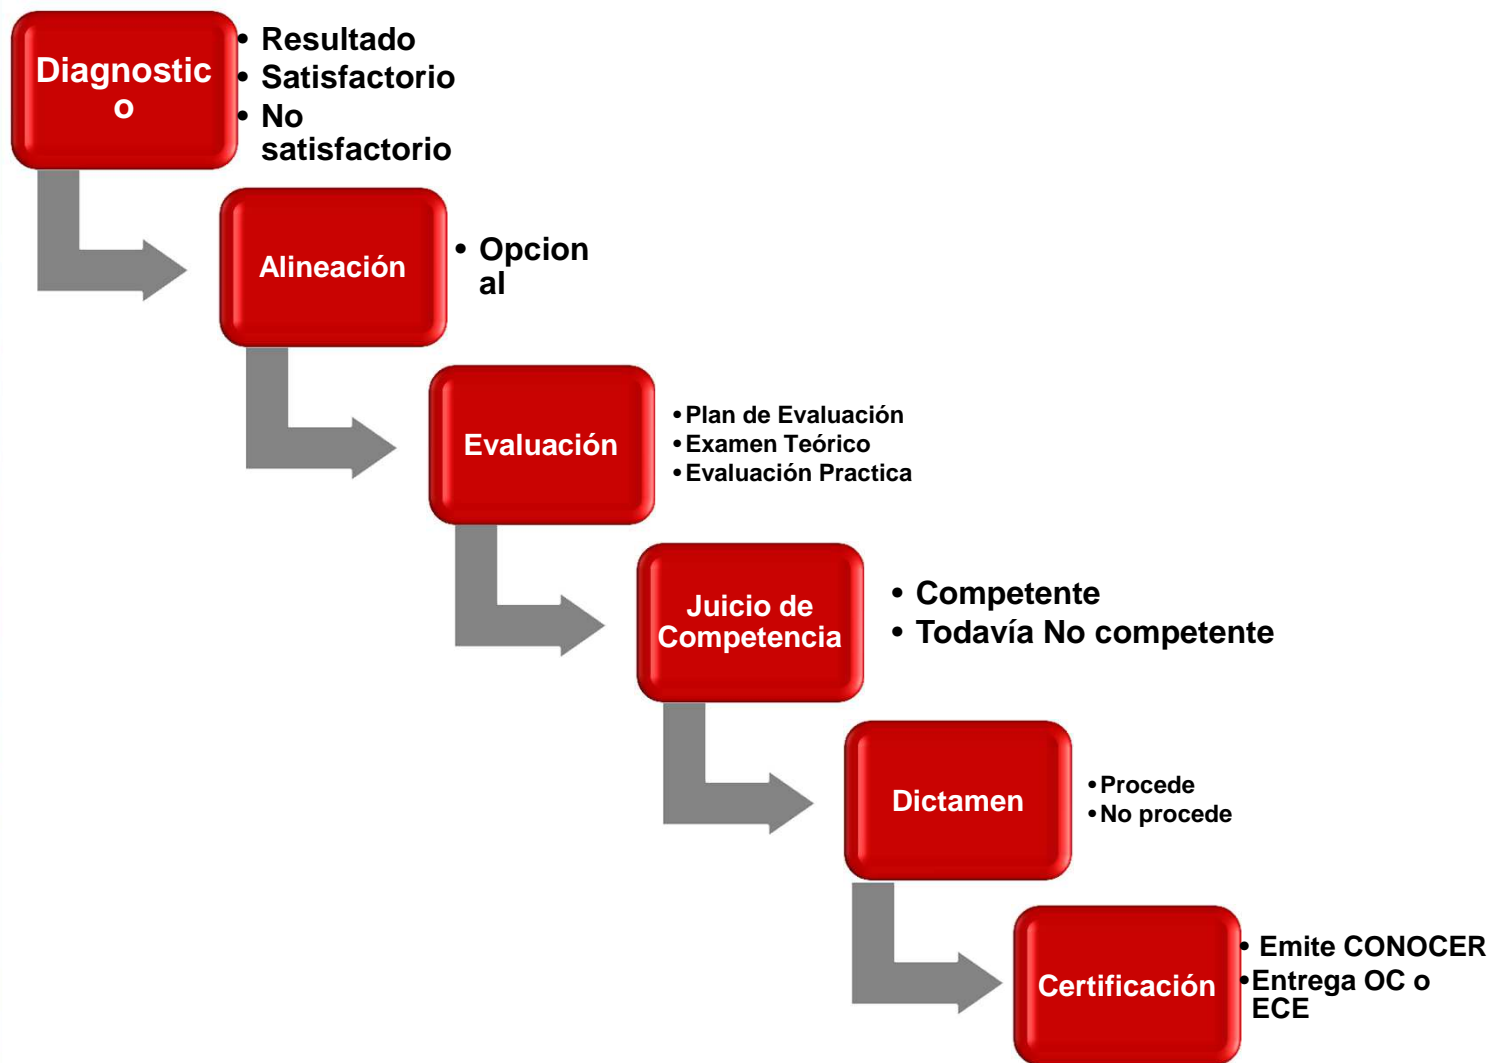 Diagnostic
o
• Resultado
• Satisfactorio
• No
satisfactorio
Alineación
• Opcion
al
Evaluación
• Plan de Evaluación
• Examen Teórico
• Evaluación Practica
Juicio de
Competencia
• Competente
• Todavía No competente
Dictamen
• Procede
• No procede
Certificación
• Emite CONOCER
• Entrega OC o
ECE